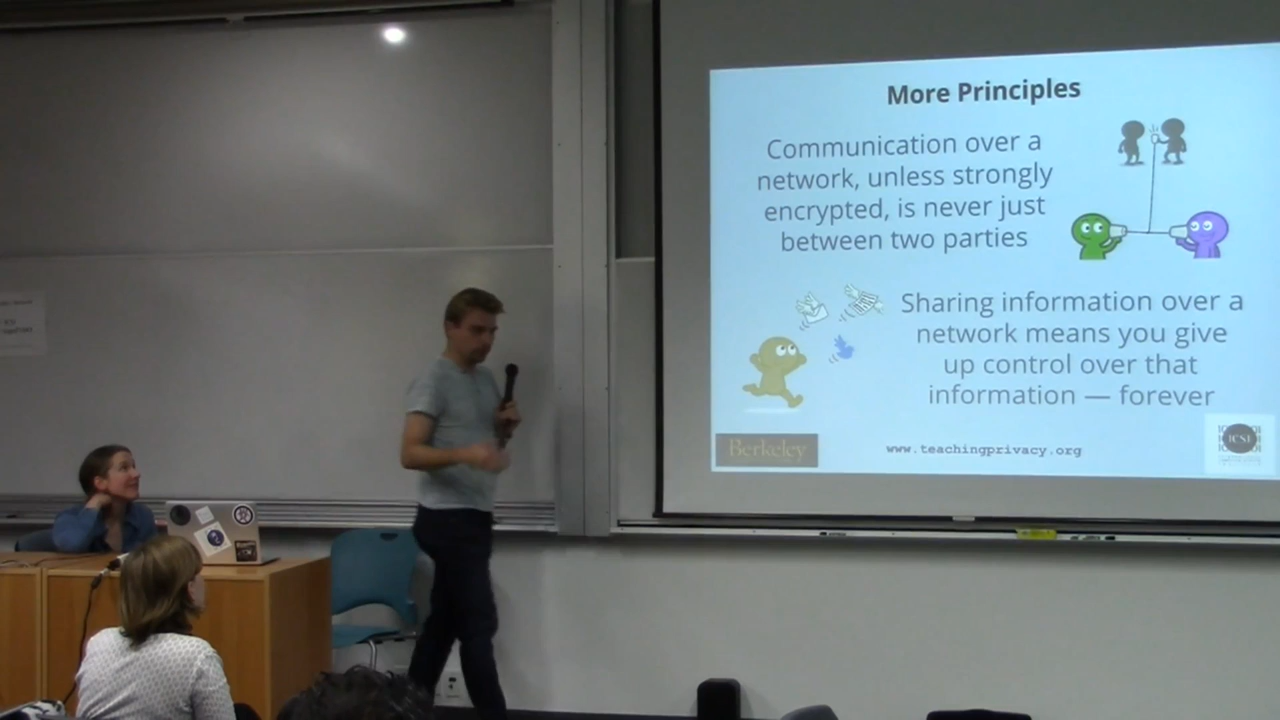 More Principles
Communication over a
network, unless strongly
encrypted, is never just
between two parties
Sharing information over a
network means you give
up control over that
information — forever
Berkeley
www.teachingprivacy.org
ICSI